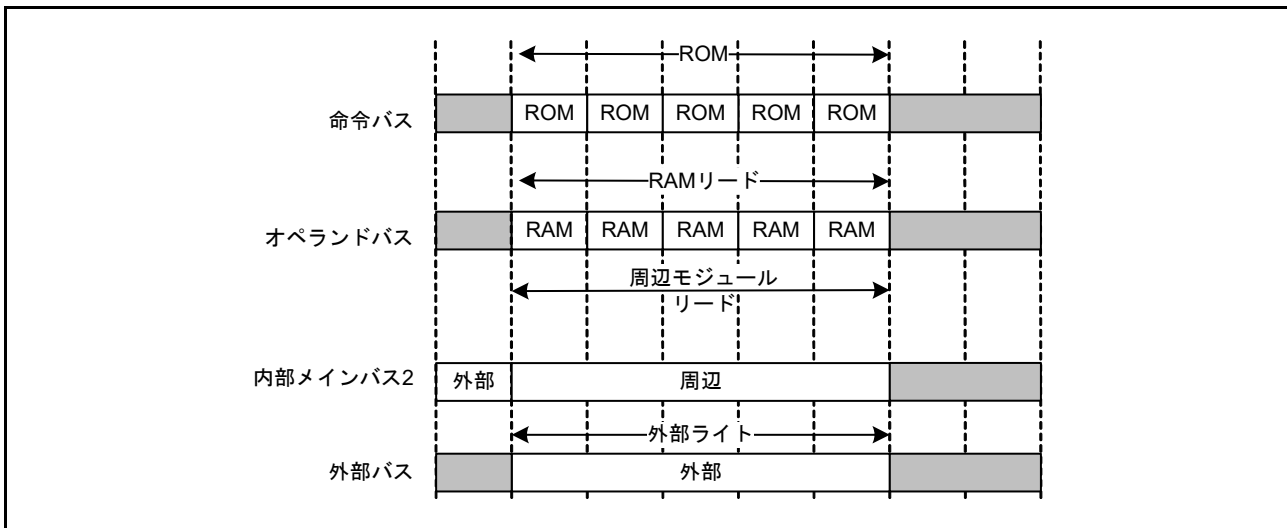 ROM
命令バス ROM ROM ROM ROM ROM
RAMリード
オペランドバス RAM RAM RAM RAM RAM
周辺モジュール
リード
内部メインバス2 外部 周辺
外部ライト
外部バス 外部